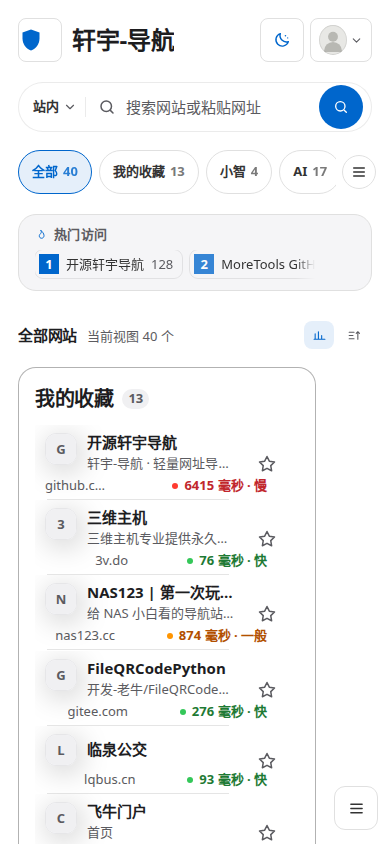 轩宇-导航
站内
搜索网站或粘贴网址
全部 40
我的收藏 13
小智 4
AI 17
热门访问
1 开源轩宇导航 128
2 MoreTools GitH
全部网站 当前视图 40 个
我的收藏 13
G
开源轩宇导航
轩宇-导航 · 轻量网址导...
github.c... 6415 毫秒 · 慢
3
三维主机
三维主机专业提供永久...
3v.do 76 毫秒 · 快
N
NAS123 | 第一次玩...
给 NAS 小白看的导航站...
nas123.cc 874 毫秒 · 一般
G
FileQRCodePython
开发-老牛/FileQRCode...
gitee.com 276 毫秒 · 快
L
临泉公交
lqbus.cn 93 毫秒 · 快
C
飞牛门户
首页